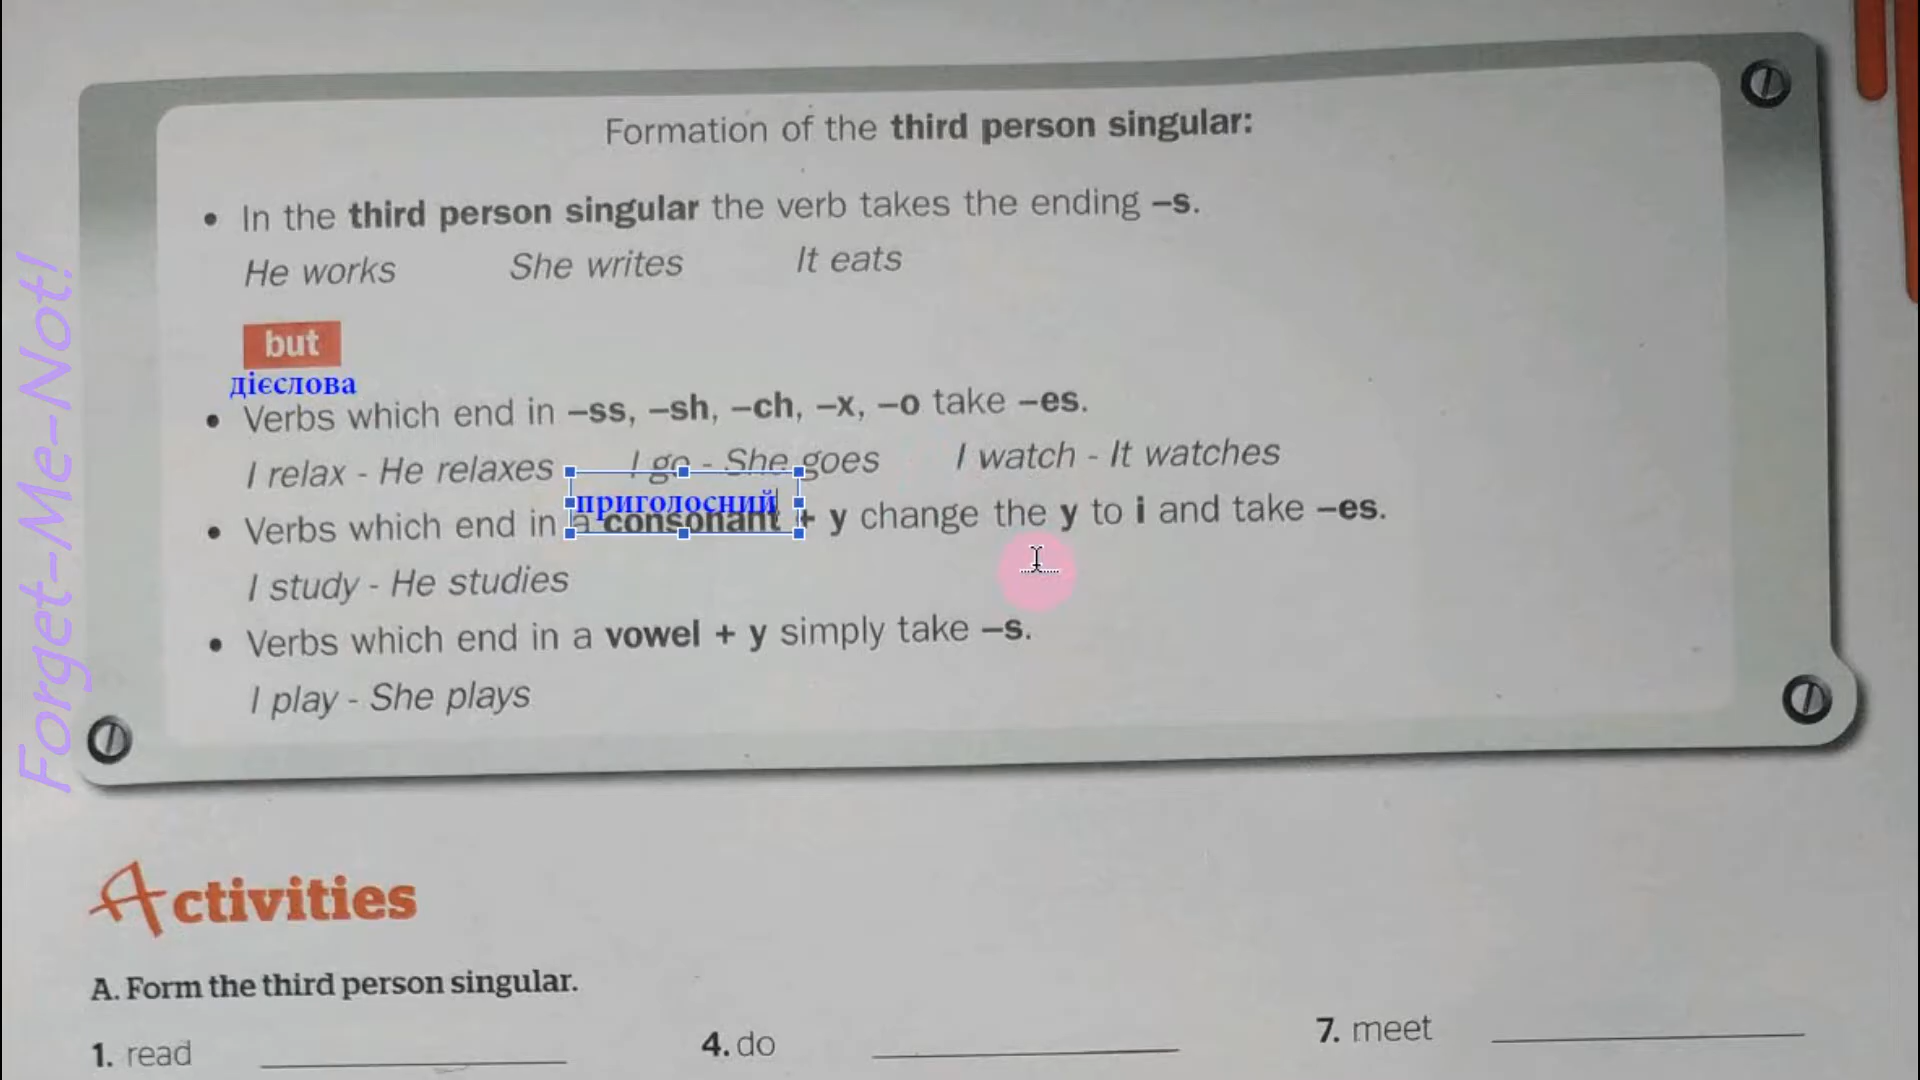 Forget-Me-Not!
Formation of the third person singular:
• In the third person singular the verb takes the ending –s.
He works She writes It eats
but
дієслова
• Verbs which end in –ss, –sh, –ch, –x, –o take –es.
I relax - He relaxes I go - She goes I watch - It watches
приголосний
• Verbs which end in a consonant + y change the y to i and take –es.
I study - He studies
• Verbs which end in a vowel + y simply take –s.
I play - She plays
Activities
A. Form the third person singular.
1. read 4. do 7. meet